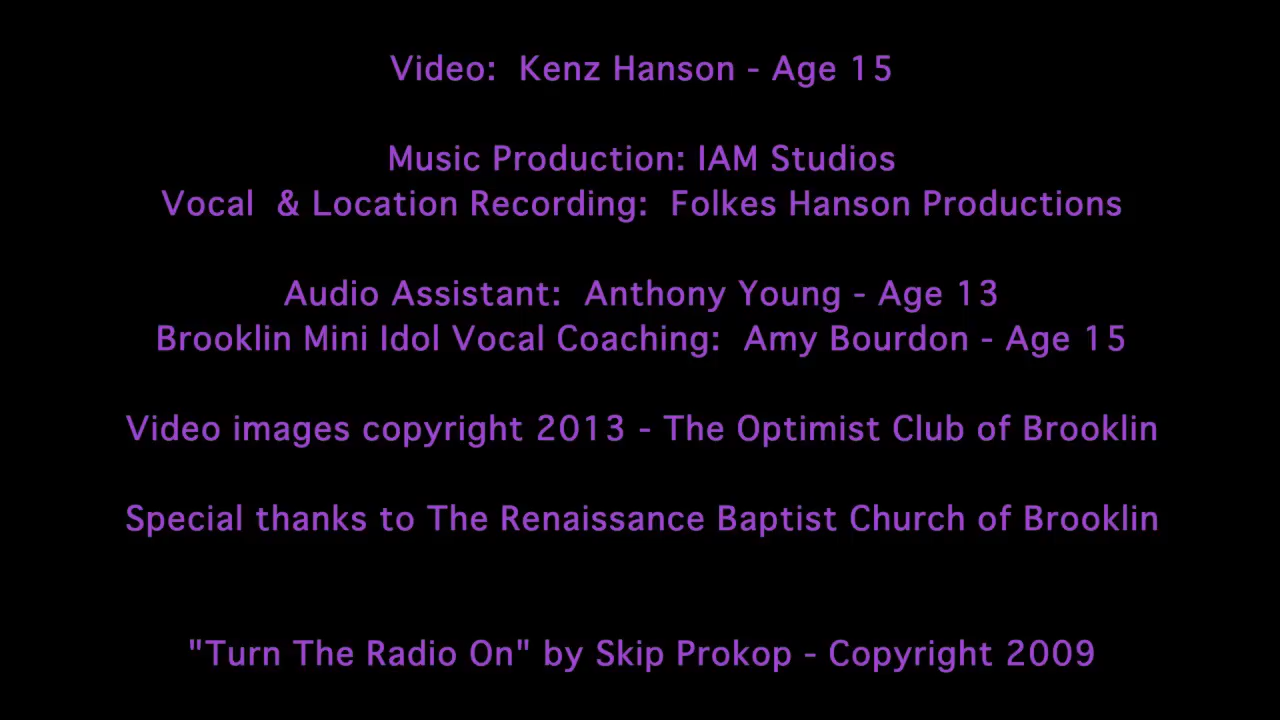 Video:  Kenz Hanson - Age 15
Music Production: IAM Studios
Vocal  & Location Recording:  Folkes Hanson Productions
Audio Assistant:  Anthony Young - Age 13
Brooklin Mini Idol Vocal Coaching:  Amy Bourdon - Age 15
Video images copyright 2013 - The Optimist Club of Brooklin
Special thanks to The Renaissance Baptist Church of Brooklin
"Turn The Radio On" by Skip Prokop - Copyright 2009